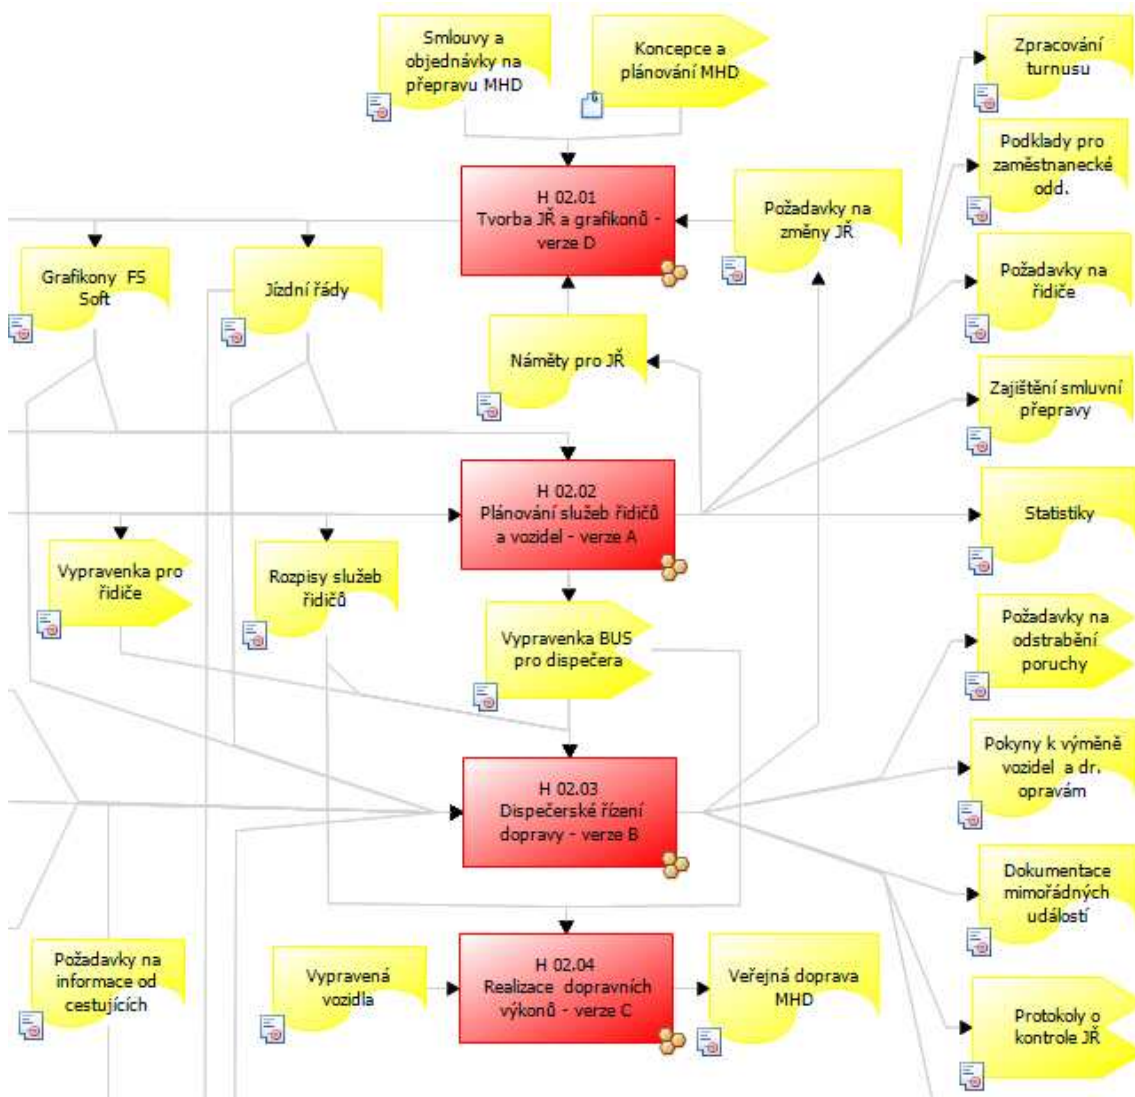 Smlouvy a
objednávky na
přepravu MHD
Koncepce a
plánování MHD
Zpracování
turnusu
Podklady pro
zaměstnanecké
odd.
H 02.01
Tvorba JŘ a grafikonů -
verze D
Požadavky na
změny JŘ
Grafikony FS
Soft
Jízdní řády
Požadavky na
řidiče
Náměty pro JŘ
Zajištění smluvní
přepravy
H 02.02
Plánování služeb řidičů
a vozidel - verze A
Statistiky
Vypravenka pro
řidiče
Rozpisy služeb
řidičů
Vypravenka BUS
pro dispečera
Požadavky na
odstrabění
poruchy
Pokyny k výměně
vozidel a dr.
opravám
H 02.03
Dispečerské řízení
dopravy - verze B
Dokumentace
mimořádných
událostí
Požadavky na
informace od
cestujících
Vypravená
vozidla
H 02.04
Realizace dopravních
výkonů - verze C
Veřejná doprava
MHD
Protokoly o
kontrole JŘ